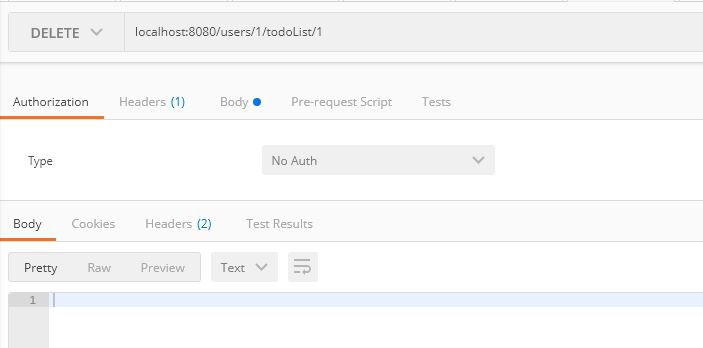 DELETE localhost:8080/users/1/todoList/1
Authorization Headers (1) Body Pre-request Script Tests
Type No Auth
Body Cookies Headers (2) Test Results
Pretty Raw Preview Text
1